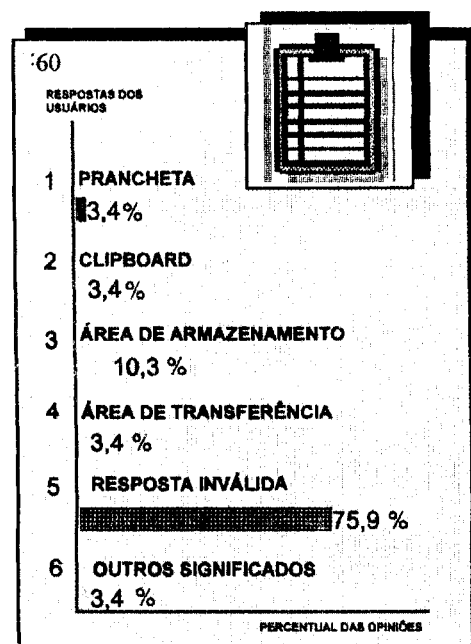 :60
RESPOSTAS DOS
USUÁRIOS
1 PRANCHETA
3,4%
2 CLIPBOARD
3,4 %
3 ÁREA DE ARMAZENAMENTO
10,3 %
4 ÁREA DE TRANSFERÊNCIA
3,4 %
5 RESPOSTA INVÁLIDA
75,9 %
6 OUTROS SIGNIFICADOS
3,4 %
PERCENTUAL DAS OPINIÕES